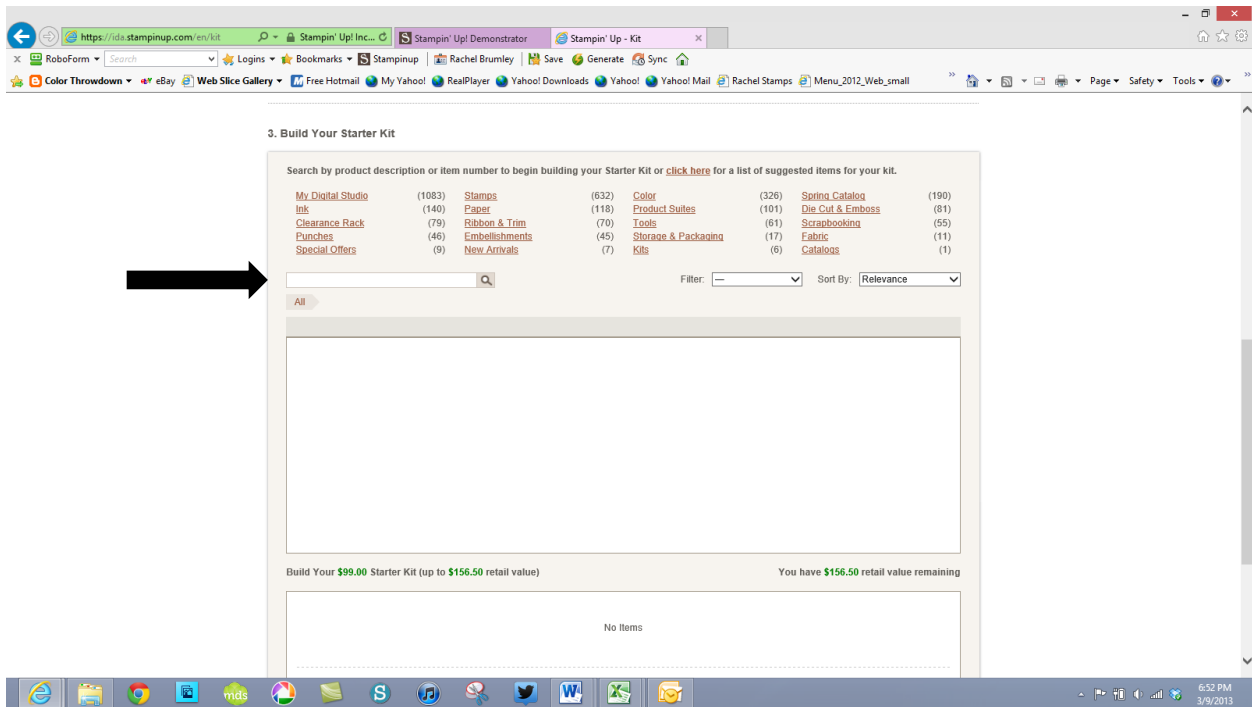 https://ida.stampinup.com/en/kit
Stampin' Up! Inc...
Stampin' Up! Demonstrator
Stampin' Up - Kit
RoboForm
Search
Logins
Bookmarks
Stampinup
Rachel Brumley
Save
Generate
Sync
Color Throwdown
eBay
Web Slice Gallery
Free Hotmail
My Yahoo!
RealPlayer
Yahoo! Downloads
Yahoo!
Yahoo! Mail
Rachel Stamps
Menu_2012_Web_small
Page
Safety
Tools
3. Build Your Starter Kit
Search by product description or item number to begin building your Starter Kit or click here for a list of suggested items for your kit.
My Digital Studio (1083) Stamps (632) Color (326) Spring Catalog (190)
Ink (140) Paper (118) Product Suites (101) Die Cut & Emboss (81)
Clearance Rack (79) Ribbon & Trim (70) Tools (61) Scrapbooking (55)
Punches (46) Embellishments (45) Storage & Packaging (17) Fabric (11)
Special Offers (9) New Arrivals (7) Kits (6) Catalogs (1)
Filter: — Sort By: Relevance
All
Build Your $99.00 Starter Kit (up to $156.50 retail value) You have $156.50 retail value remaining
No Items
mds
6:52 PM
3/9/2013